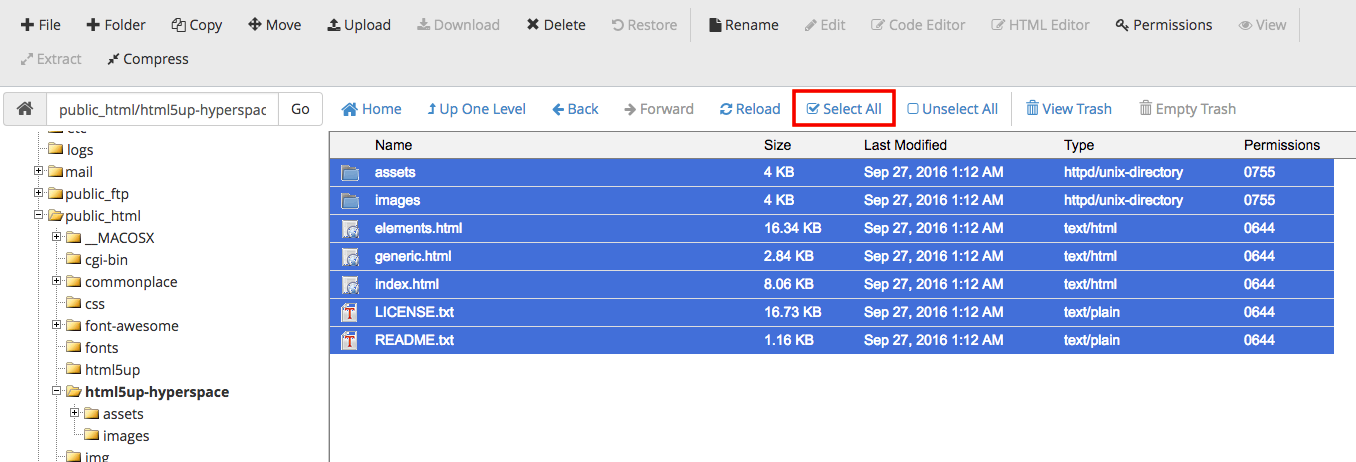 File Folder Copy Move Upload Download Delete Restore Rename Edit Code Editor HTML Editor Permissions View
Extract Compress
public_html/html5up-hyperspac Go Home Up One Level Back Forward Reload Select All Unselect All View Trash Empty Trash
etc
logs
mail
public_ftp
public_html
__MACOSX
cgi-bin
commonplace
css
font-awesome
fonts
html5up
html5up-hyperspace
assets
images
img
Name Size Last Modified Type Permissions
assets 4 KB Sep 27, 2016 1:12 AM httpd/unix-directory 0755
images 4 KB Sep 27, 2016 1:12 AM httpd/unix-directory 0755
elements.html 16.34 KB Sep 27, 2016 1:12 AM text/html 0644
generic.html 2.84 KB Sep 27, 2016 1:12 AM text/html 0644
index.html 8.06 KB Sep 27, 2016 1:12 AM text/html 0644
LICENSE.txt 16.73 KB Sep 27, 2016 1:12 AM text/plain 0644
README.txt 1.16 KB Sep 27, 2016 1:12 AM text/plain 0644